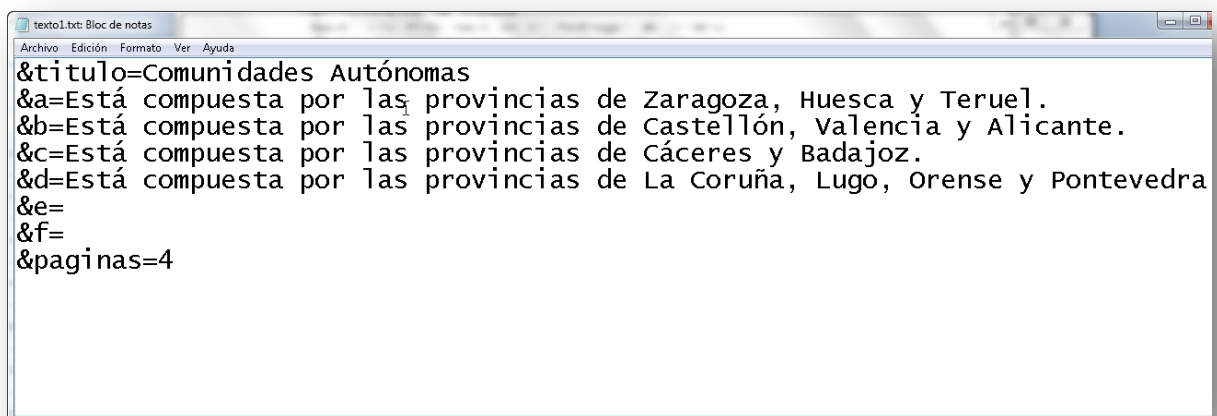 texto1.txt: Bloc de notas
Archivo Edición Formato Ver Ayuda
&titulo=Comunidades Autónomas
&a=Está compuesta por las provincias de Zaragoza, Huesca y Teruel.
&b=Está compuesta por las provincias de Castellón, Valencia y Alicante.
&c=Está compuesta por las provincias de Cáceres y Badajoz.
&d=Está compuesta por las provincias de La Coruña, Lugo, Orense y Pontevedra
&e=
&f=
&paginas=4